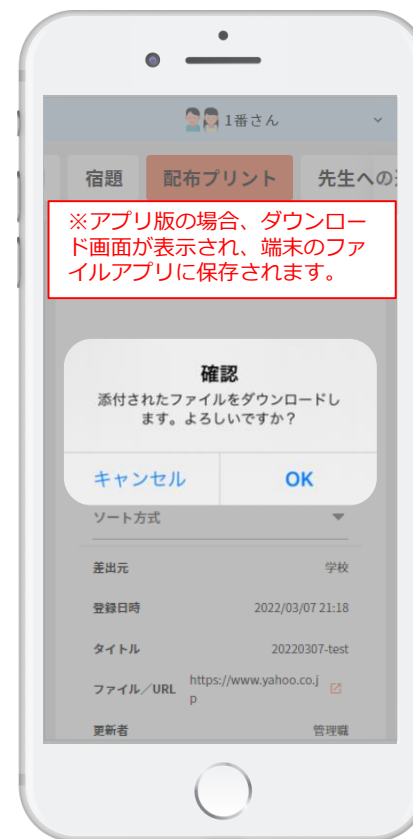 1番さん
宿題 配布プリント 先生への
※アプリ版の場合、ダウンロー
ド画面が表示され、端末のファ
イルアプリに保存されます。
確認
添付されたファイルをダウンロードし
ます。よろしいですか？
キャンセル OK
ソート方式
差出元 学校
登録日時 2022/03/07 21:18
タイトル 20220307-test
ファイル／URL https://www.yahoo.co.j
p
更新者 管理職